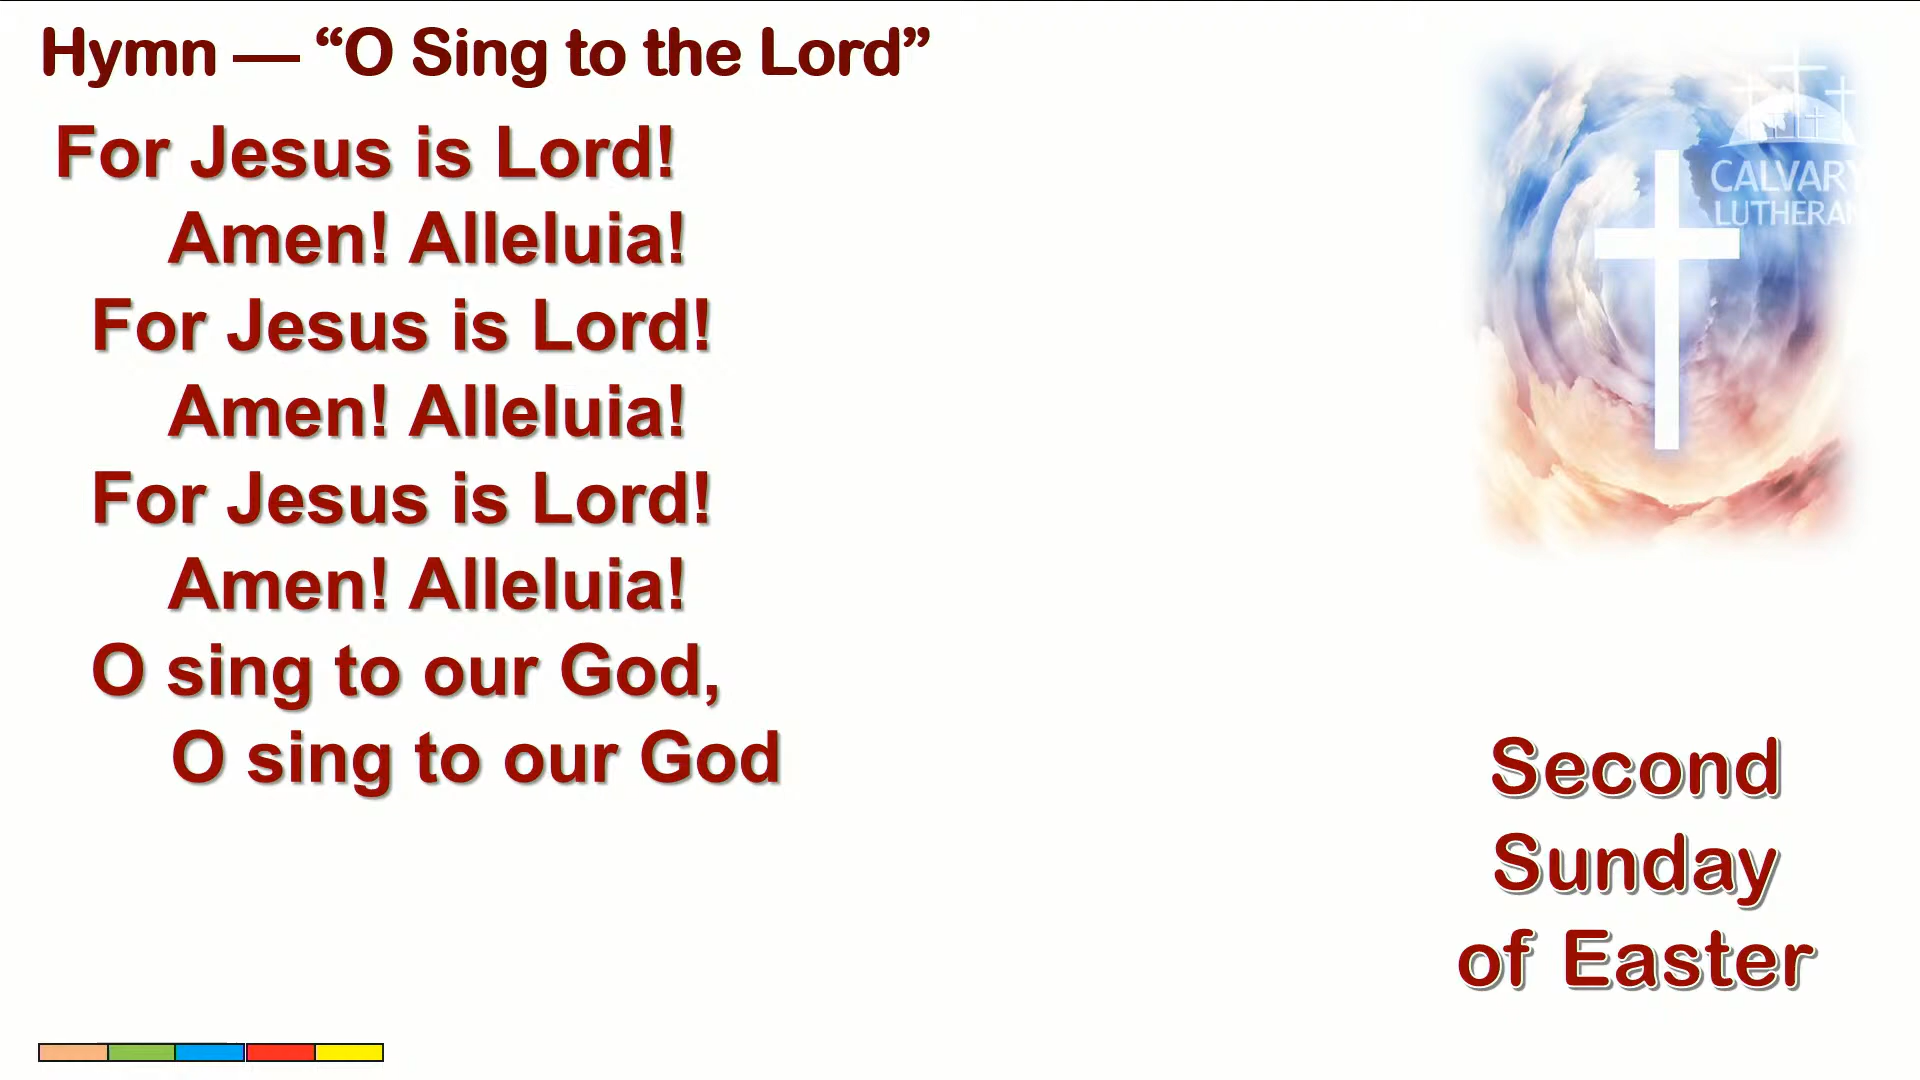 Hymn — “O Sing to the Lord”
For Jesus is Lord!
Amen! Alleluia!
For Jesus is Lord!
Amen! Alleluia!
For Jesus is Lord!
Amen! Alleluia!
O sing to our God,
O sing to our God
CALVARY
LUTHERAN
Second
Sunday
of Easter